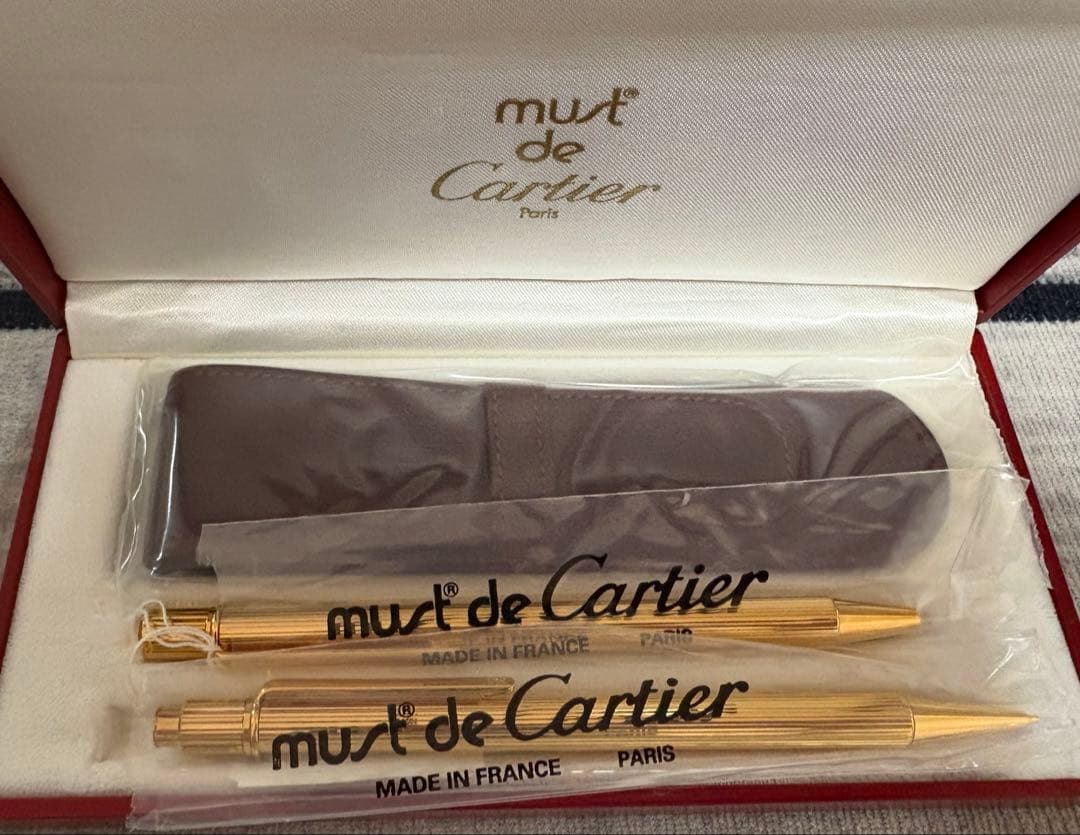 must®
de
Cartier
Paris
must® de Cartier
MADE IN FRANCE PARIS
must® de Cartier
MADE IN FRANCE PARIS